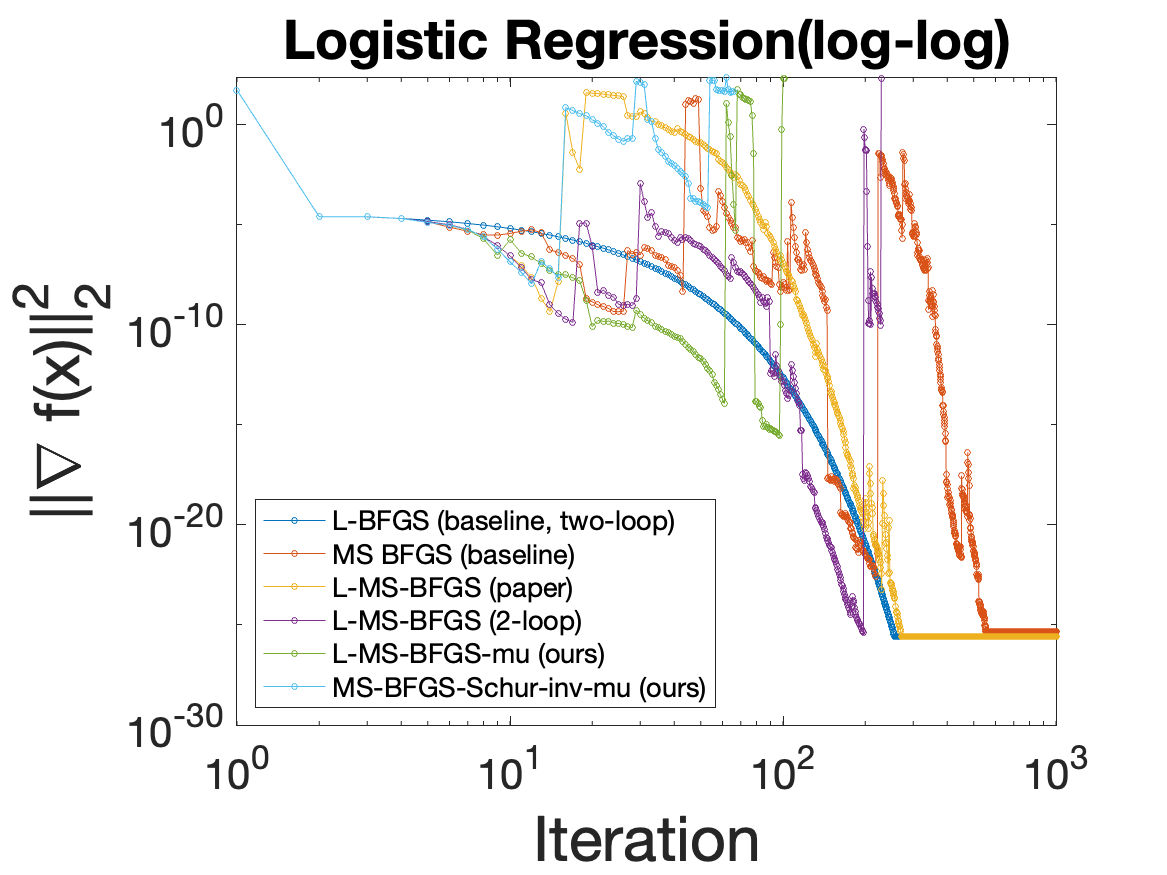 Logistic Regression(log-log)
||∇ f(x)||₂²
10⁰
10⁻¹⁰
10⁻²⁰
10⁻³⁰
L-BFGS (baseline, two-loop)
MS BFGS (baseline)
L-MS-BFGS (paper)
L-MS-BFGS (2-loop)
L-MS-BFGS-mu (ours)
MS-BFGS-Schur-inv-mu (ours)
10⁰ 10¹ 10² 10³
Iteration